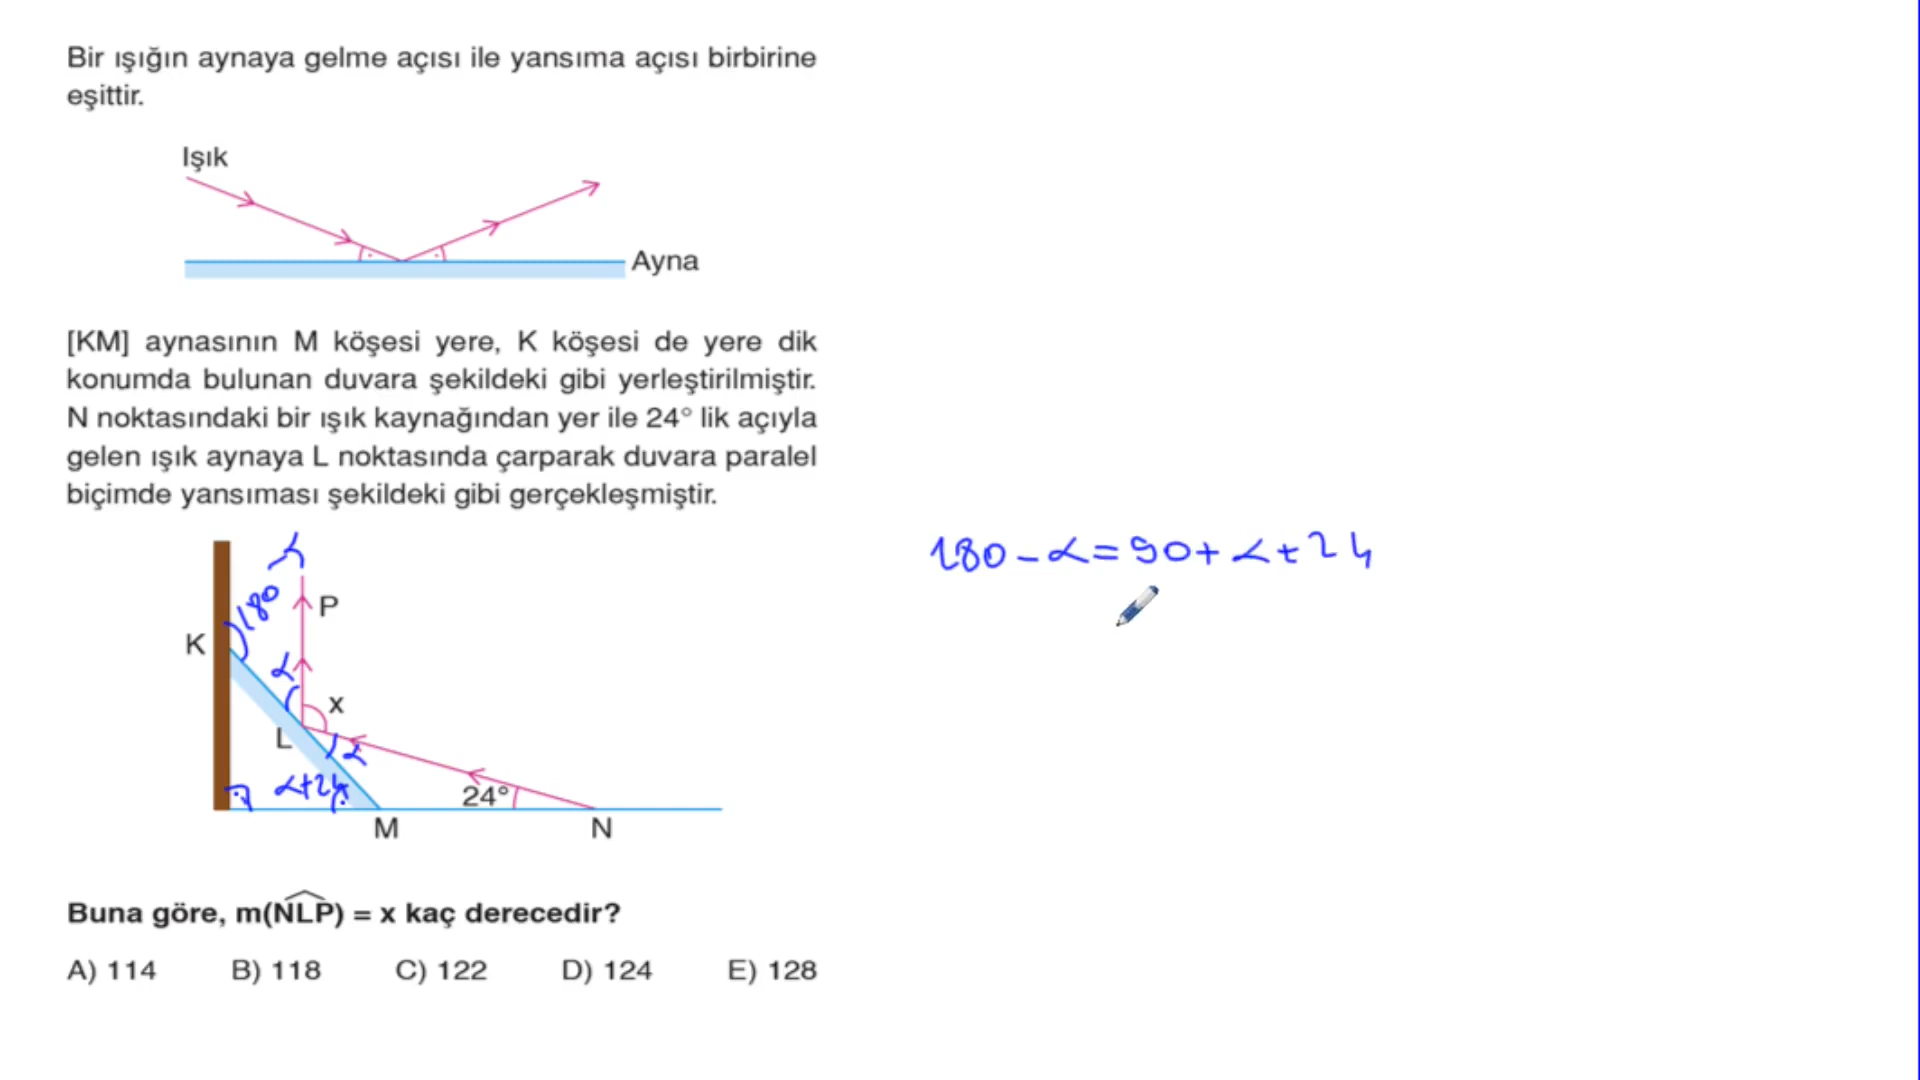 Bir ışığın aynaya gelme açısı ile yansıma açısı birbirine
eşittir.
Işık
Ayna
[KM] aynasının M köşesi yere, K köşesi de yere dik
konumda bulunan duvara şekildeki gibi yerleştirilmiştir.
N noktasındaki bir ışık kaynağından yer ile 24° lik açıyla
gelen ışık aynaya L noktasında çarparak duvara paralel
biçimde yansıması şekildeki gibi gerçekleşmiştir.
180-α=90+α+24
180-α
P
K
α
x
L
α
α+24
24°
M
N
Buna göre, m(NLP) = x kaç derecedir?
A) 114 B) 118 C) 122 D) 124 E) 128